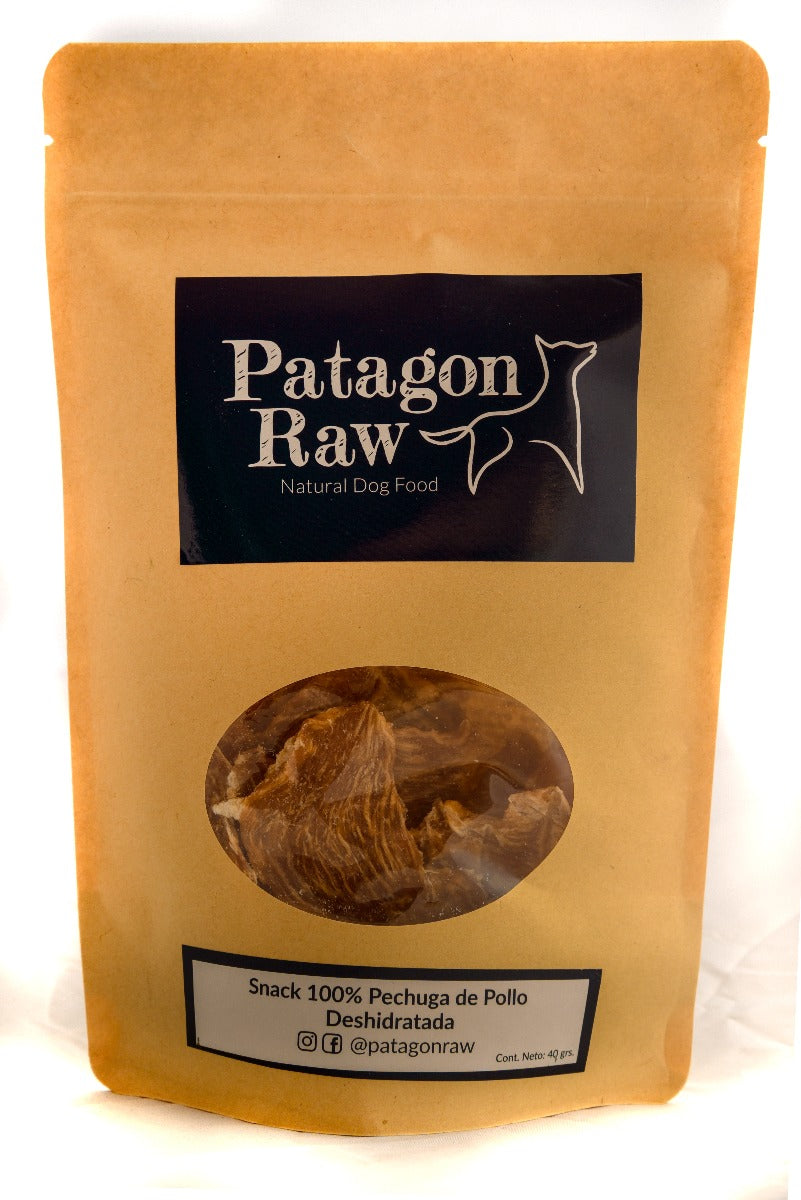 Patagon
Raw
Natural Dog Food
Snack 100% Pechuga de Pollo
Deshidratada
@patagonraw
Cont. Neto: 40 grs.